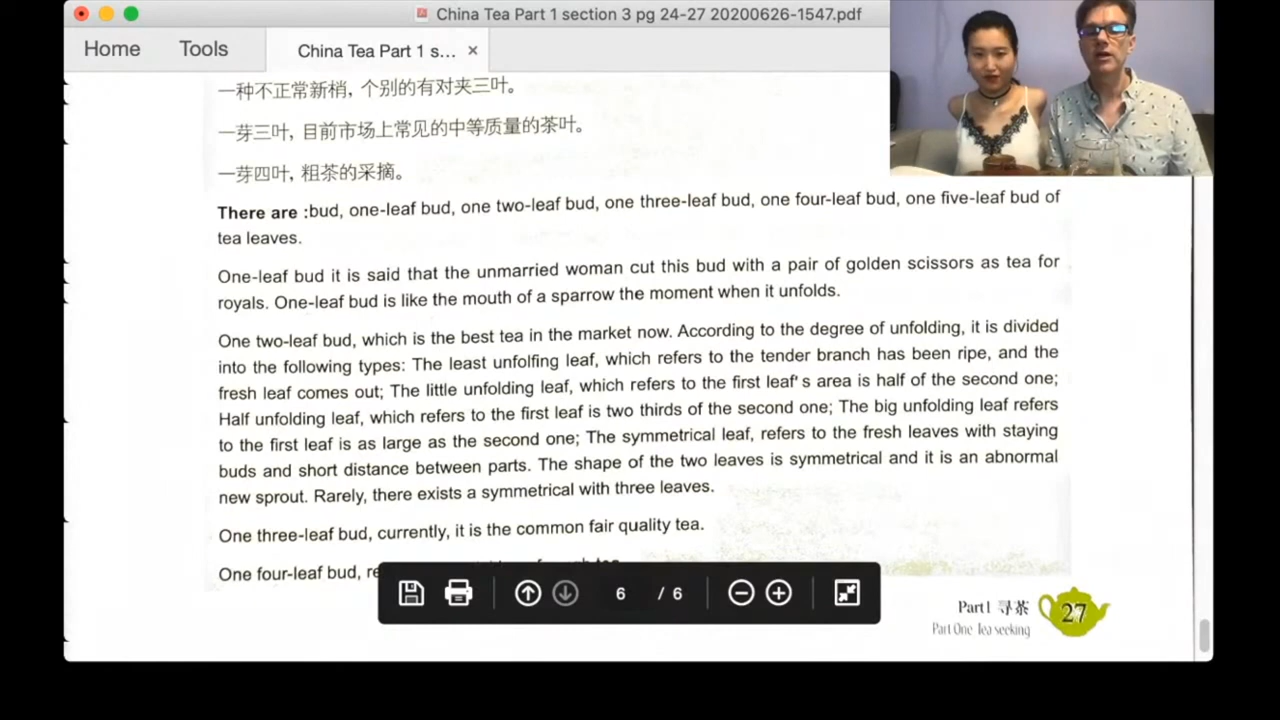 China Tea Part 1 section 3 pg 24-27 20200626-1547.pdf
Home
Tools
China Tea Part 1 s...
一种不正常新梢, 个别的有对夹三叶。
一芽三叶, 目前市场上常见的中等质量的茶叶。
一芽四叶, 粗茶的采摘。
There are :bud, one-leaf bud, one two-leaf bud, one three-leaf bud, one four-leaf bud, one five-leaf bud of
tea leaves.
One-leaf bud it is said that the unmarried woman cut this bud with a pair of golden scissors as tea for
royals. One-leaf bud is like the mouth of a sparrow the moment when it unfolds.
One two-leaf bud, which is the best tea in the market now. According to the degree of unfolding, it is divided
into the following types: The least unfolfing leaf, which refers to the tender branch has been ripe, and the
fresh leaf comes out; The little unfolding leaf, which refers to the first leaf's area is half of the second one;
Half unfolding leaf, which refers to the first leaf is two thirds of the second one; The big unfolding leaf refers
to the first leaf is as large as the second one; The symmetrical leaf, refers to the fresh leaves with staying
buds and short distance between parts. The shape of the two leaves is symmetrical and it is an abnormal
new sprout. Rarely, there exists a symmetrical with three leaves.
One three-leaf bud, currently, it is the common fair quality tea.
One four-leaf bud,
6 / 6
Part1 寻茶
27
Part One Tea seeking